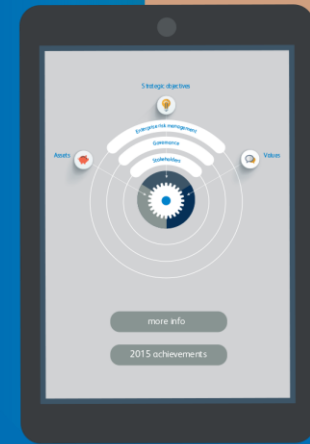 Strategic objectives
Enterprise risk management
Governance
Stakeholders
Assets
Values
more info
2015 achievements